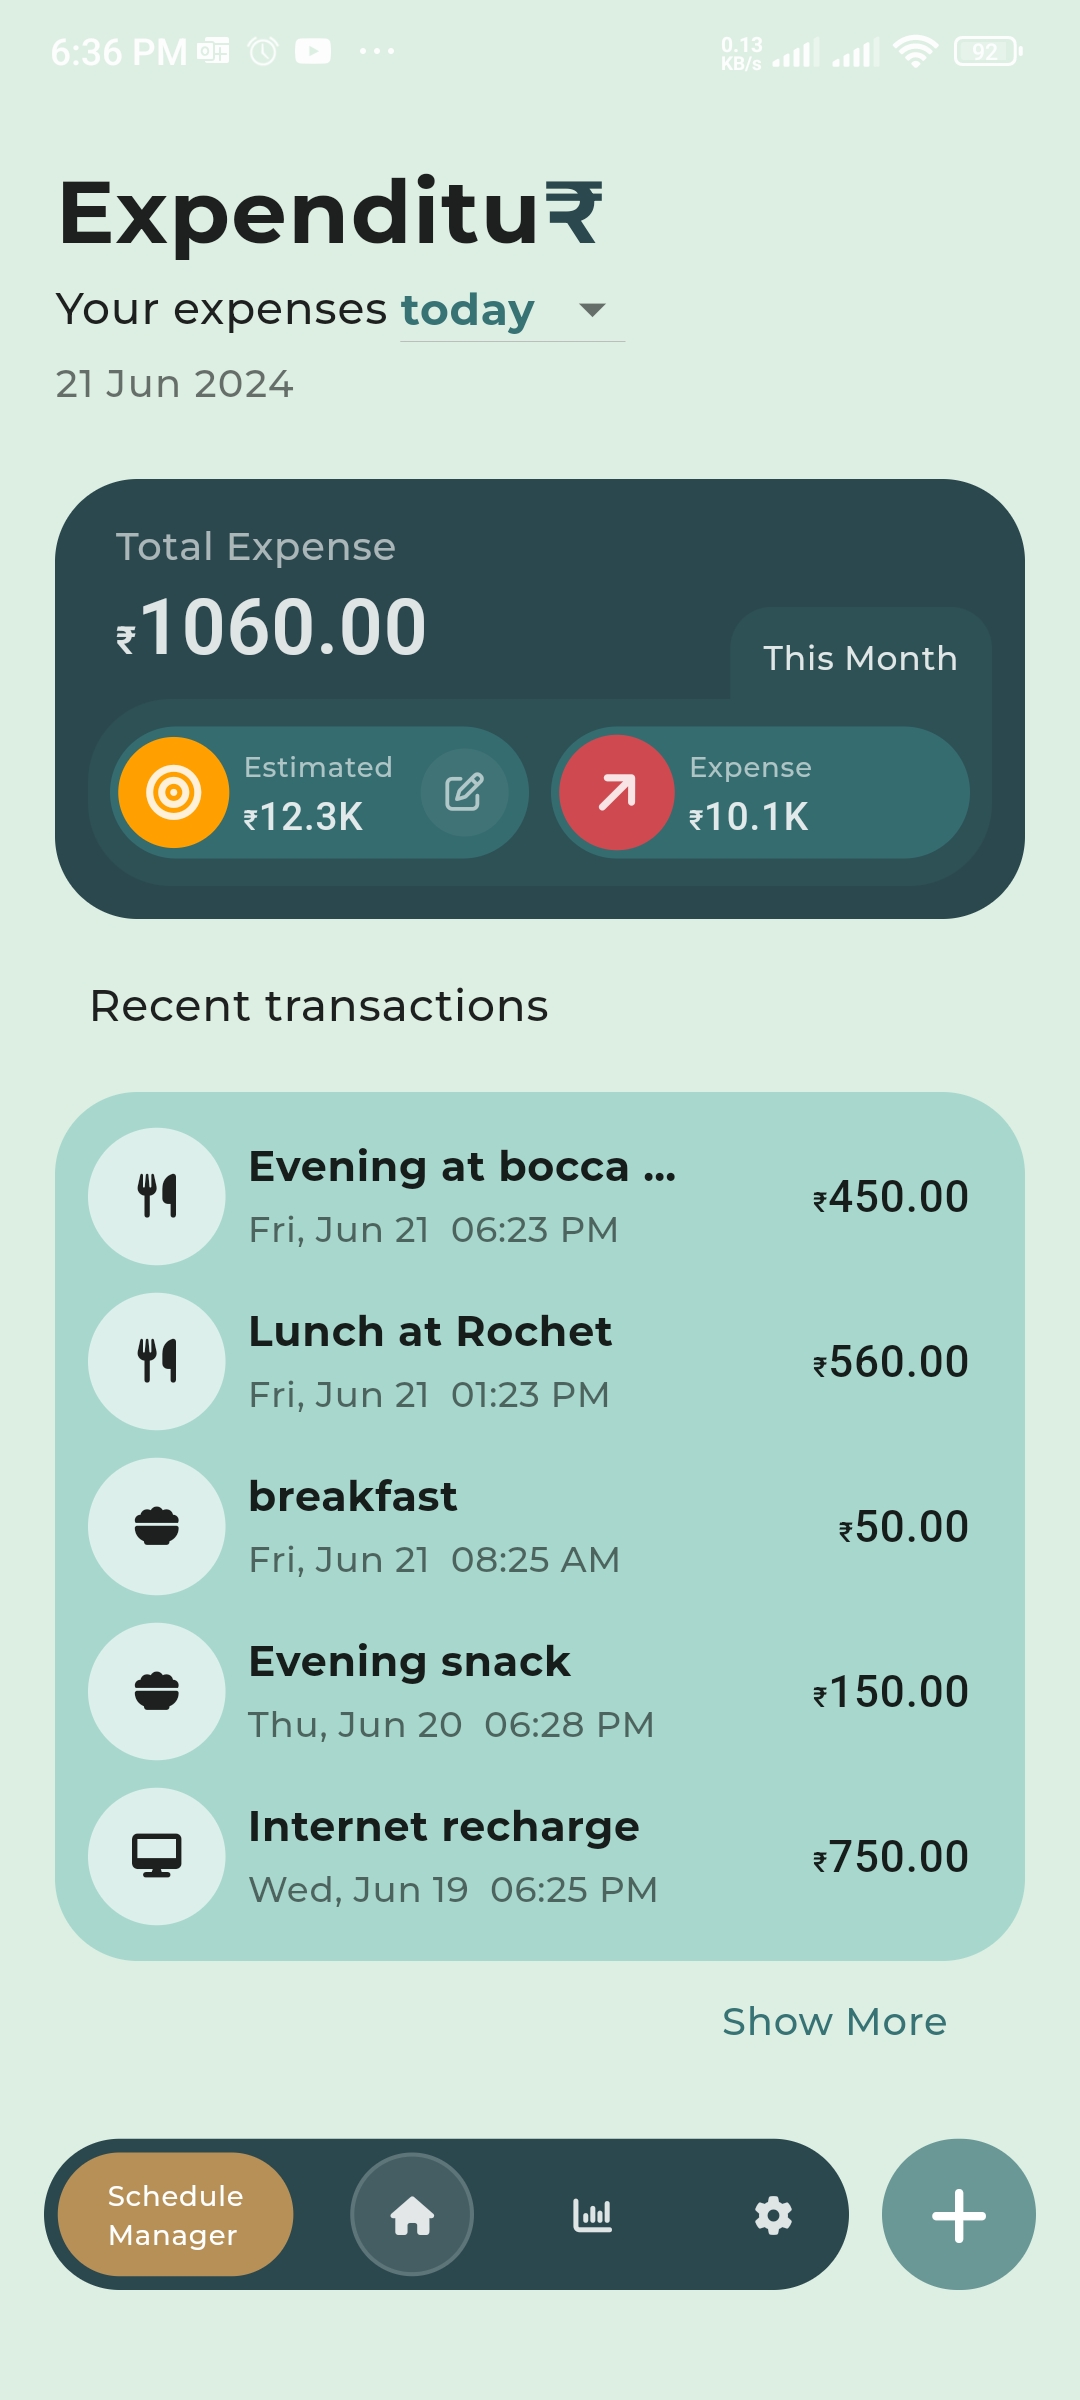 6:36 PM
0.13
KB/s
92
Expenditu₹
Your expenses today
21 Jun 2024
Total Expense
₹1060.00
This Month
Estimated
₹12.3K
Expense
₹10.1K
Recent transactions
Evening at bocca ...
₹450.00
Fri, Jun 21 06:23 PM
Lunch at Rochet
₹560.00
Fri, Jun 21 01:23 PM
breakfast
₹50.00
Fri, Jun 21 08:25 AM
Evening snack
₹150.00
Thu, Jun 20 06:28 PM
Internet recharge
₹750.00
Wed, Jun 19 06:25 PM
Show More
Schedule
Manager